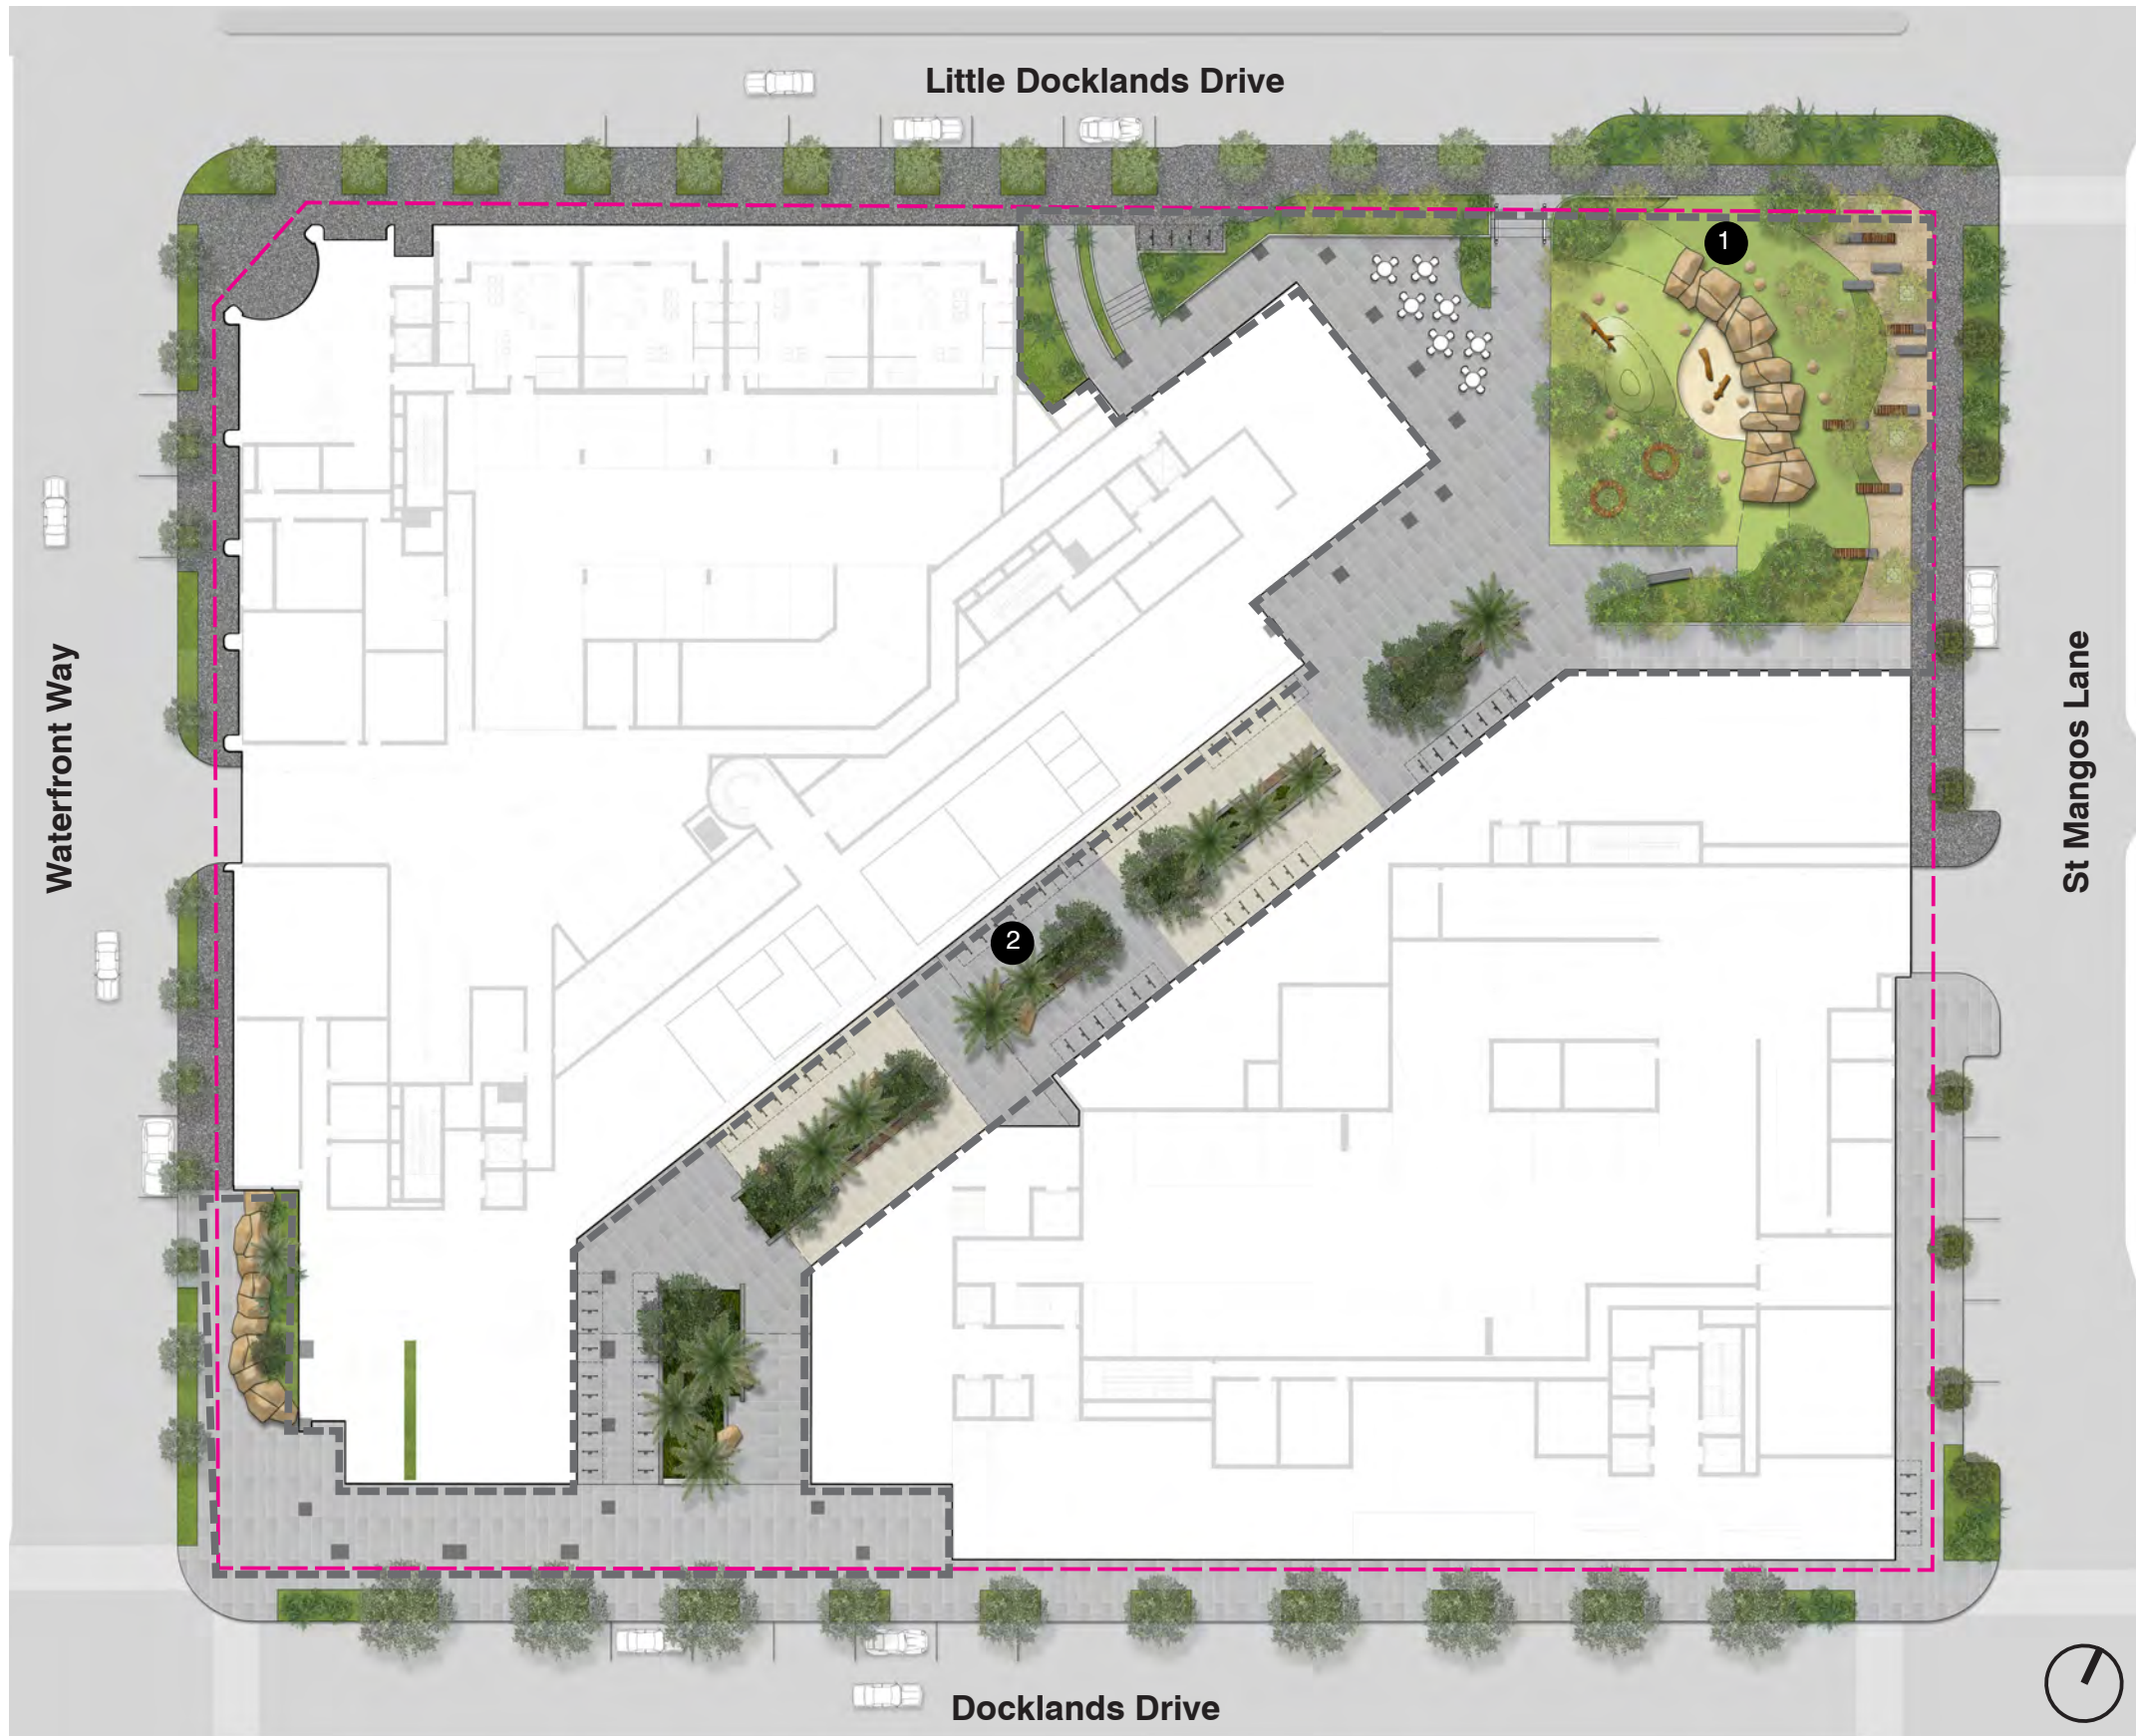 Little Docklands Drive
1
Waterfront Way
St Mangos Lane
2
Docklands Drive